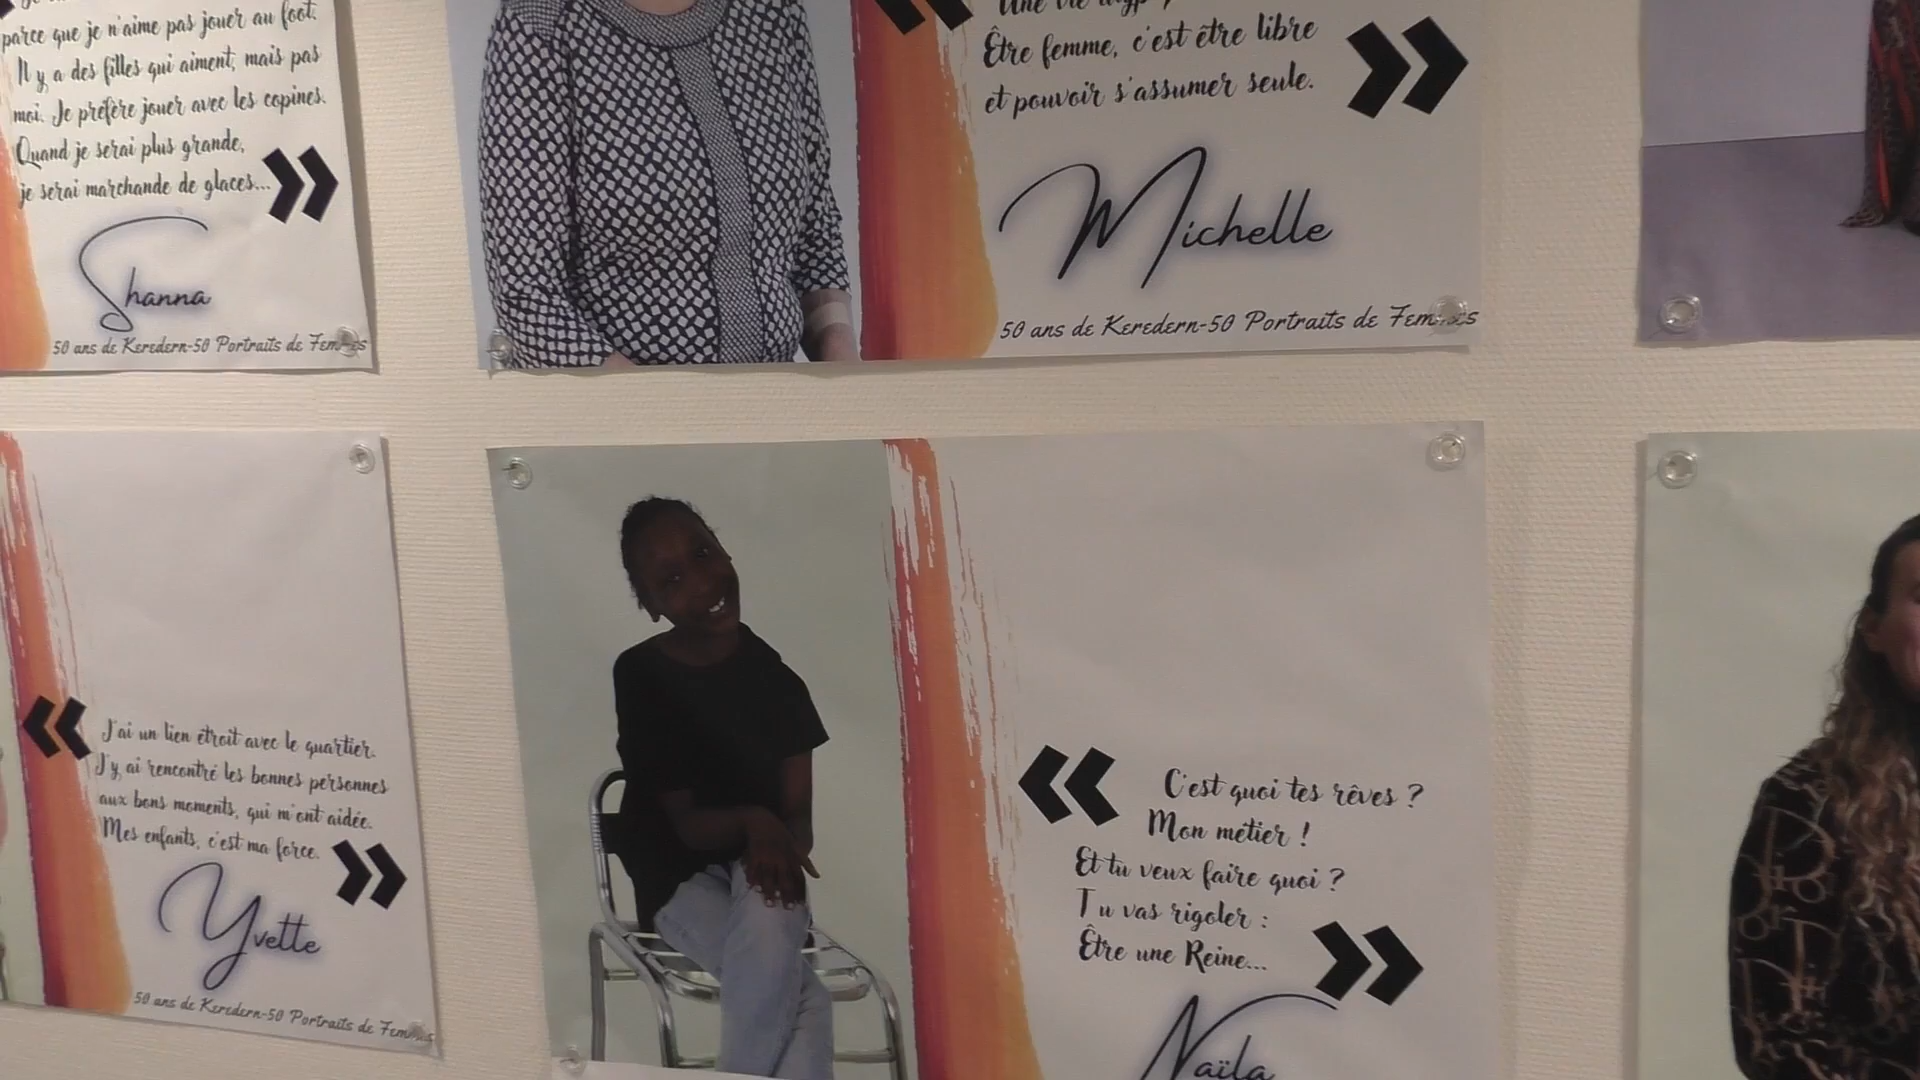 parce que je n'aime pas jouer au foot.
Il y a des filles qui aiment, mais pas
moi. Je préfère jouer avec les copines.
Quand je serai plus grande,
je serai marchande de glaces...
Shanna
50 ans de Keredern-50 Portraits de Femmes
Une vie
Être femme, c'est être libre
et pouvoir s'assumer seule.
Michelle
50 ans de Keredern-50 Portraits de Femmes
J'ai un lien étroit avec le quartier.
J'y ai rencontré les bonnes personnes
aux bons moments, qui m'ont aidée.
Mes enfants, c'est ma force.
Yvette
50 ans de Keredern-50 Portraits de Femmes
C'est quoi tes rêves ?
Mon métier !
Et tu veux faire quoi ?
Tu vas rigoler :
Être une Reine...
Naïla